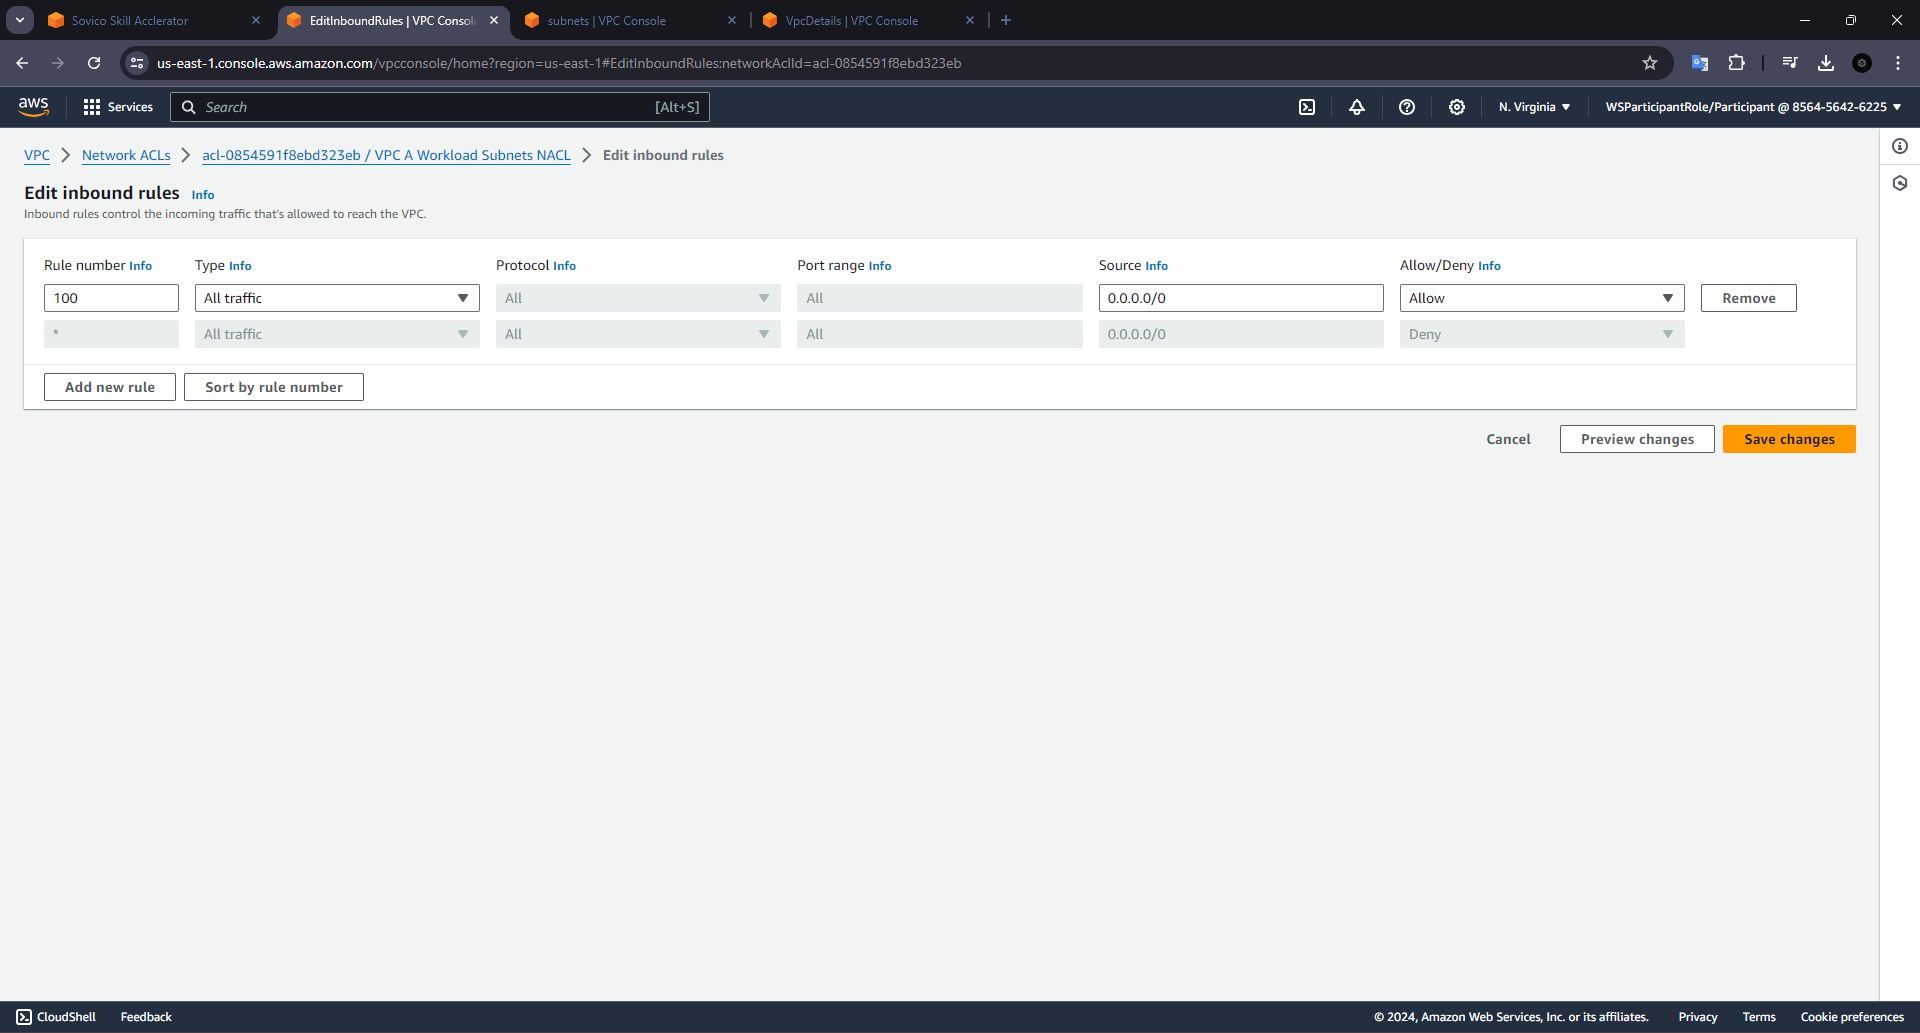 Sovico Skill Acclerator
EditInboundRules | VPC Consol
subnets | VPC Console
VpcDetails | VPC Console
us-east-1.console.aws.amazon.com/vpcconsole/home?region=us-east-1#EditInboundRules:networkAclId=acl-0854591f8ebd323eb
aws Services Search [Alt+S] N. Virginia WSParticipantRole/Participant @ 8564-5642-6225
VPC Network ACLs acl-0854591f8ebd323eb / VPC A Workload Subnets NACL Edit inbound rules
Edit inbound rules Info
Inbound rules control the incoming traffic that's allowed to reach the VPC.
Rule number Info Type Info Protocol Info Port range Info Source Info Allow/Deny Info
100 All traffic All All 0.0.0.0/0 Allow Remove
* All traffic All All 0.0.0.0/0 Deny
Add new rule Sort by rule number
Cancel Preview changes Save changes
CloudShell Feedback © 2024, Amazon Web Services, Inc. or its affiliates. Privacy Terms Cookie preferences